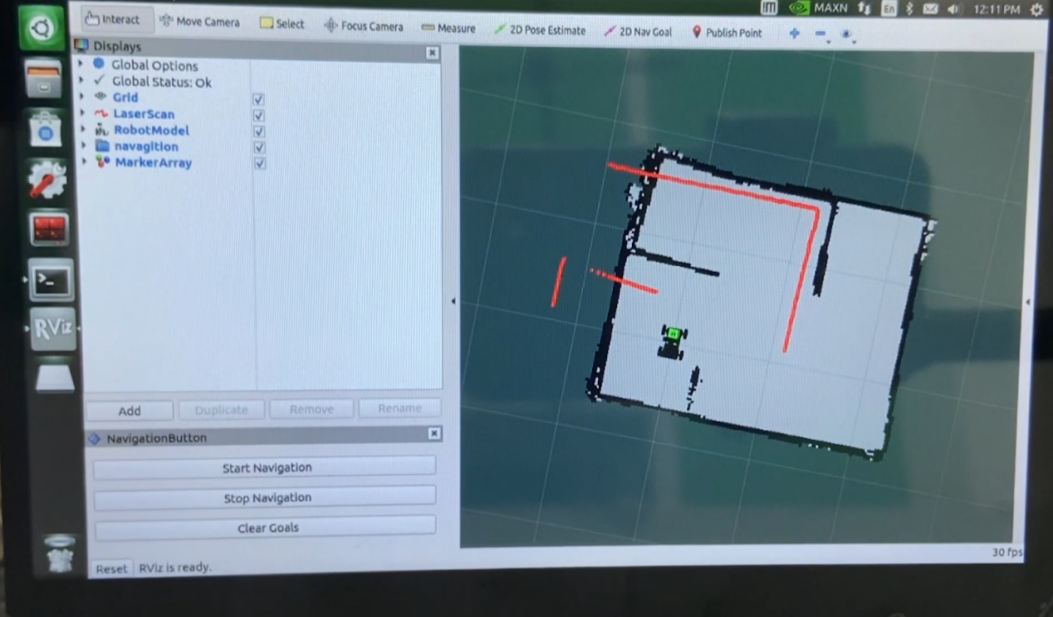 MAXN En 12:11 PM
Interact Move Camera Select Focus Camera Measure 2D Pose Estimate 2D Nav Goal Publish Point
Displays
Global Options
Global Status: Ok
Grid
LaserScan
RobotModel
navagition
MarkerArray
RViz
Add Duplicate Remove Rename
NavigationButton
Start Navigation
Stop Navigation
Clear Goals
Reset RViz is ready.
30 fps